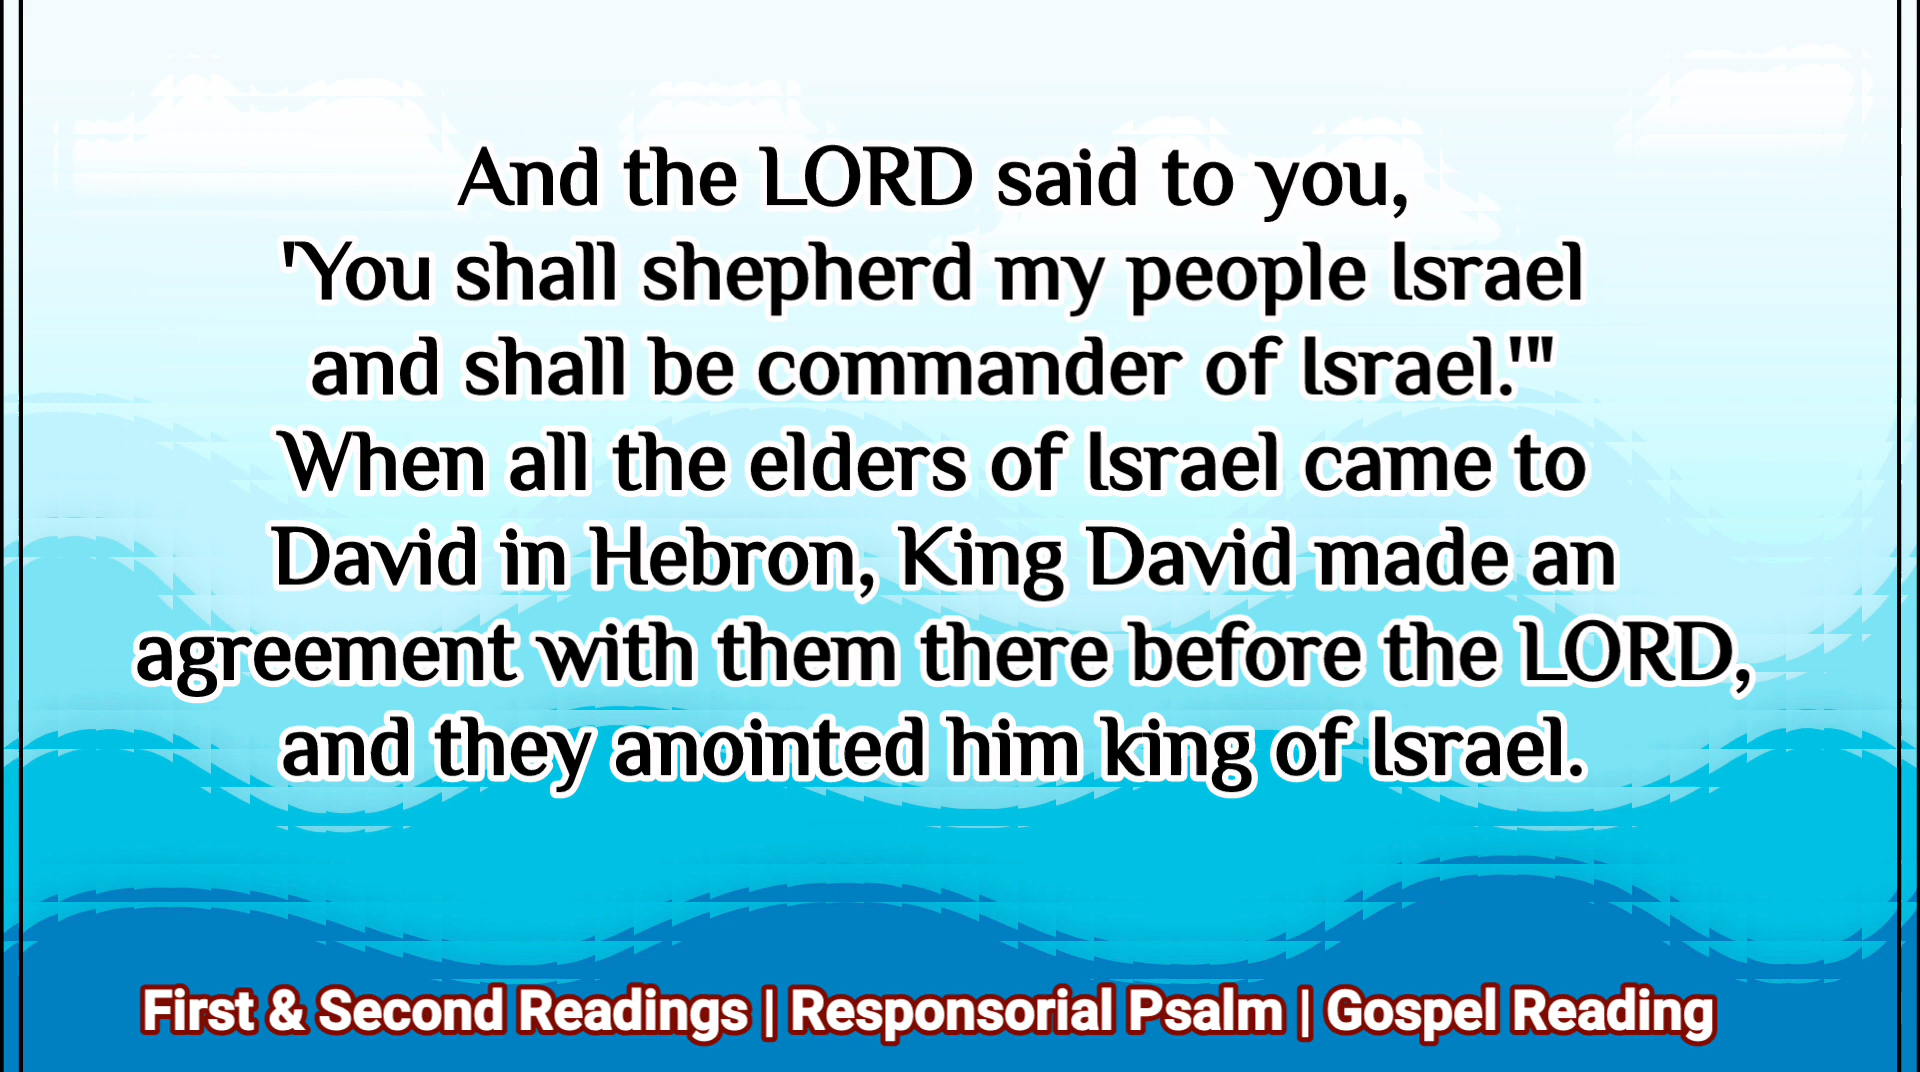 And the LORD said to you,
'You shall shepherd my people Israel
and shall be commander of Israel.'"
When all the elders of Israel came to
David in Hebron, King David made an
agreement with them there before the LORD,
and they anointed him king of Israel.
First & Second Readings | Responsorial Psalm | Gospel Reading